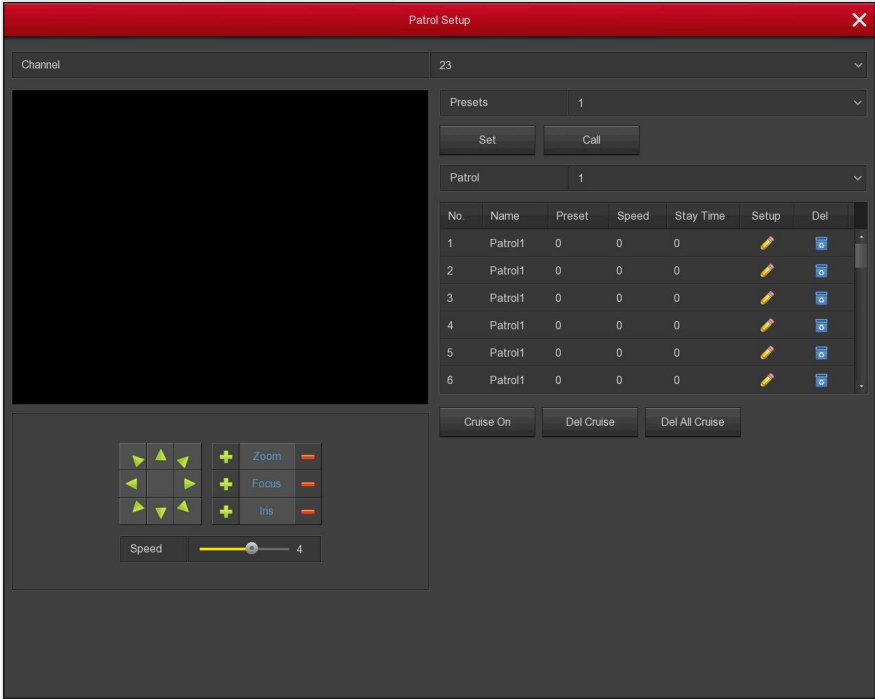 Patrol Setup
Channel 23
Presets 1
Set Call
Patrol 1
No. Name Preset Speed Stay Time Setup Del
1 Patrol1 0 0 0
2 Patrol1 0 0 0
3 Patrol1 0 0 0
4 Patrol1 0 0 0
5 Patrol1 0 0 0
6 Patrol1 0 0 0
Cruise On Del Cruise Del All Cruise
Zoom
Focus
Iris
Speed 4